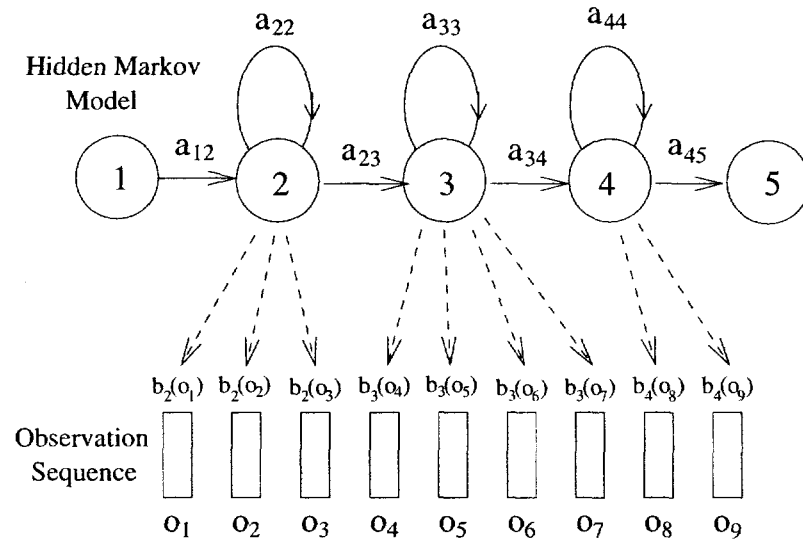 a₂₂ a₃₃ a₄₄
Hidden Markov
Model
a₁₂ a₂₃ a₃₄ a₄₅
1 2 3 4 5
b₂(o₁) b₂(o₂) b₂(o₃) b₃(o₄) b₃(o₅) b₃(o₆) b₃(o₇) b₄(o₈) b₄(o₉)
Observation
Sequence
o₁ o₂ o₃ o₄ o₅ o₆ o₇ o₈ o₉